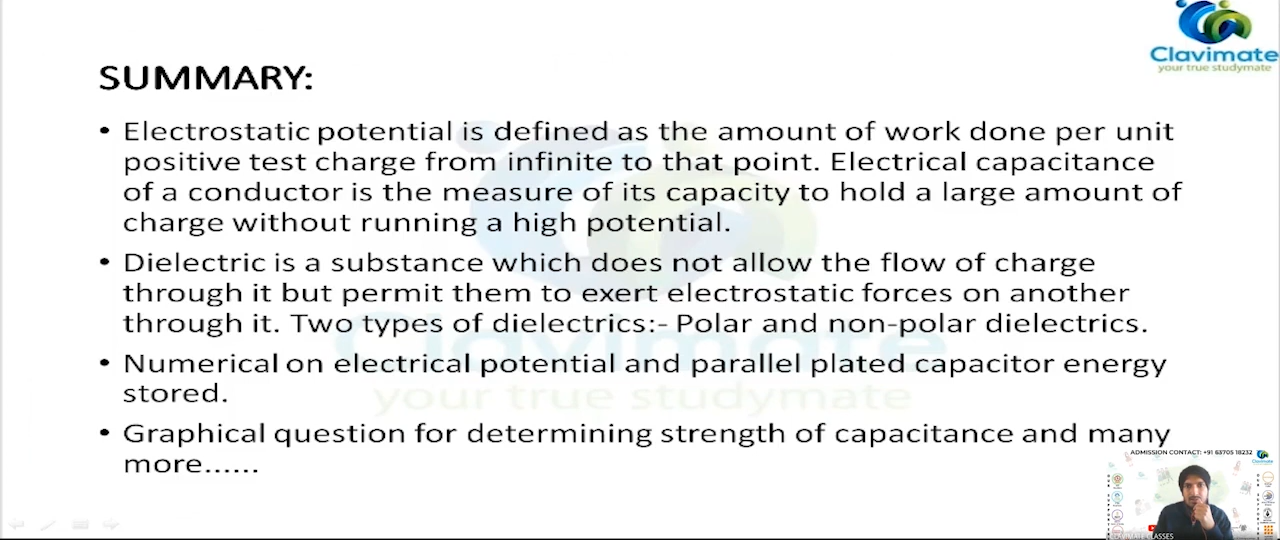 Clavimate
your true studymate
SUMMARY:
• Electrostatic potential is defined as the amount of work done per unit
positive test charge from infinite to that point. Electrical capacitance
of a conductor is the measure of its capacity to hold a large amount of
charge without running a high potential.
• Dielectric is a substance which does not allow the flow of charge
through it but permit them to exert electrostatic forces on another
through it. Two types of dielectrics:- Polar and non-polar dielectrics.
• Numerical on electrical potential and parallel plated capacitor energy
stored.
• Graphical question for determining strength of capacitance and many
more......
Clavimate
your true studymate
ADMISSION CONTACT: +91 63705 18232
Clavimate
CLASSES